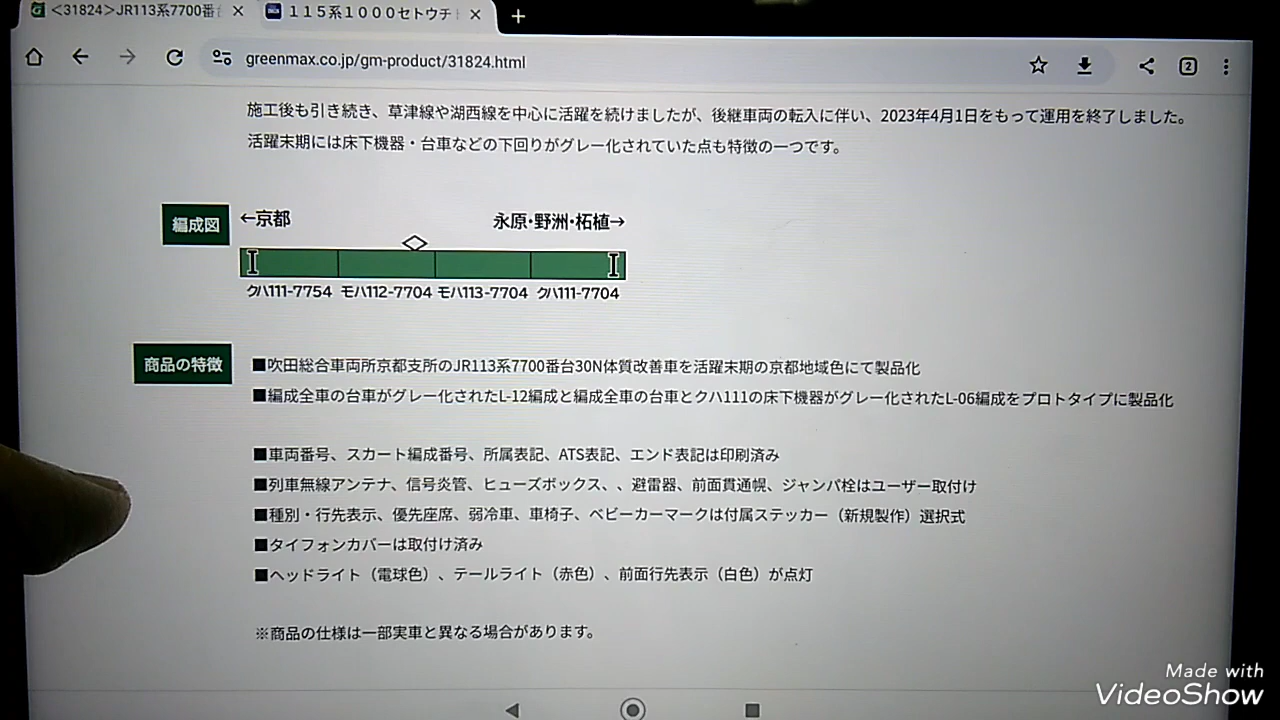 <31824>JR113系7700番
115系1000セトウチ
greenmax.co.jp/gm-product/31824.html
2
施工後も引き続き、草津線や湖西線を中心に活躍を続けましたが、後継車両の転入に伴い、2023年4月1日をもって運用を終了しました。
活躍末期には床下機器・台車などの下回りがグレー化されていた点も特徴の一つです。
編成図
←京都
永原・野洲・柘植→
クハ111-7754 モハ112-7704 モハ113-7704 クハ111-7704
商品の特徴
■吹田総合車両所京都支所のJR113系7700番台30N体質改善車を活躍末期の京都地域色にて製品化
■編成全車の台車がグレー化されたL-12編成と編成全車の台車とクハ111の床下機器がグレー化されたL-06編成をプロトタイプに製品化
■車両番号、スカート編成番号、所属表記、ATS表記、エンド表記は印刷済み
■列車無線アンテナ、信号炎管、ヒューズボックス、、避雷器、前面貫通幌、ジャンパ栓はユーザー取付け
■種別・行先表示、優先座席、弱冷車、車椅子、ベビーカーマークは付属ステッカー（新規製作）選択式
■タイフォンカバーは取付け済み
■ヘッドライト（電球色）、テールライト（赤色）、前面行先表示（白色）が点灯
※商品の仕様は一部実車と異なる場合があります。
Made with
VideoShow